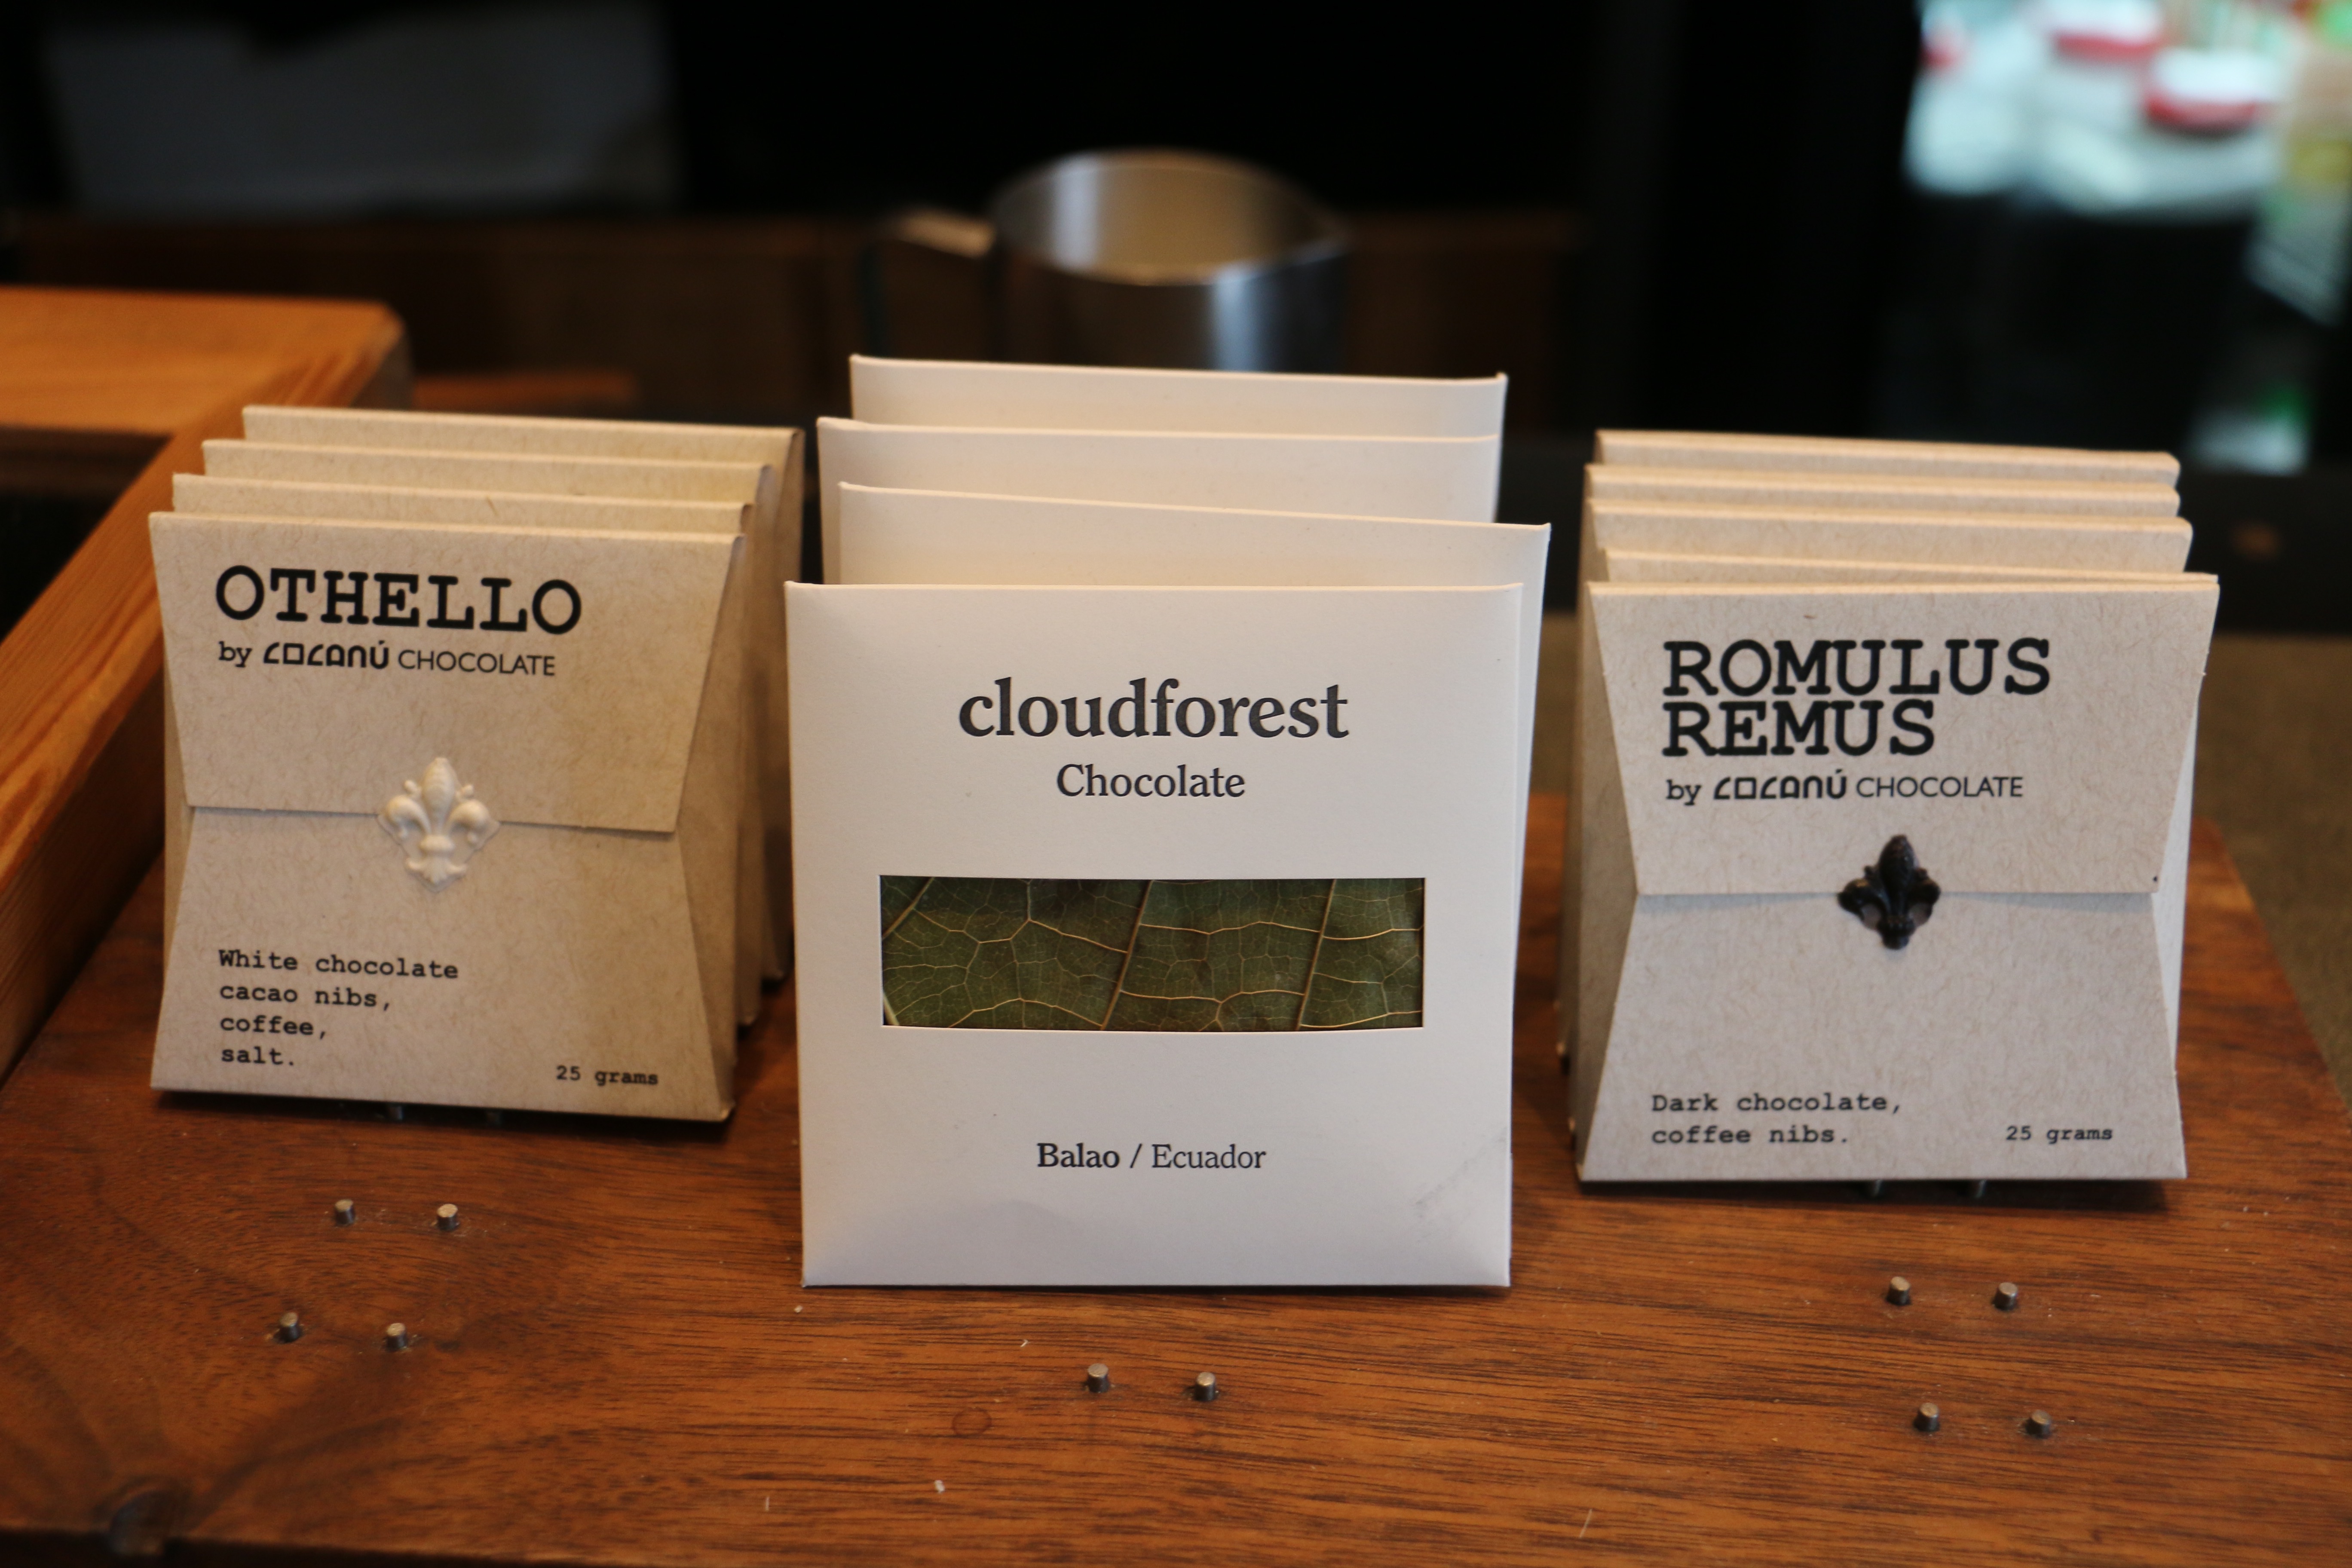 OTHELLO
by COCANÚ CHOCOLATE
White chocolate
cacao nibs,
coffee,
salt.
25 grams
cloudforest
Chocolate
Balao / Ecuador
ROMULUS
REMUS
by COCANÚ CHOCOLATE
Dark chocolate,
coffee nibs.
25 grams